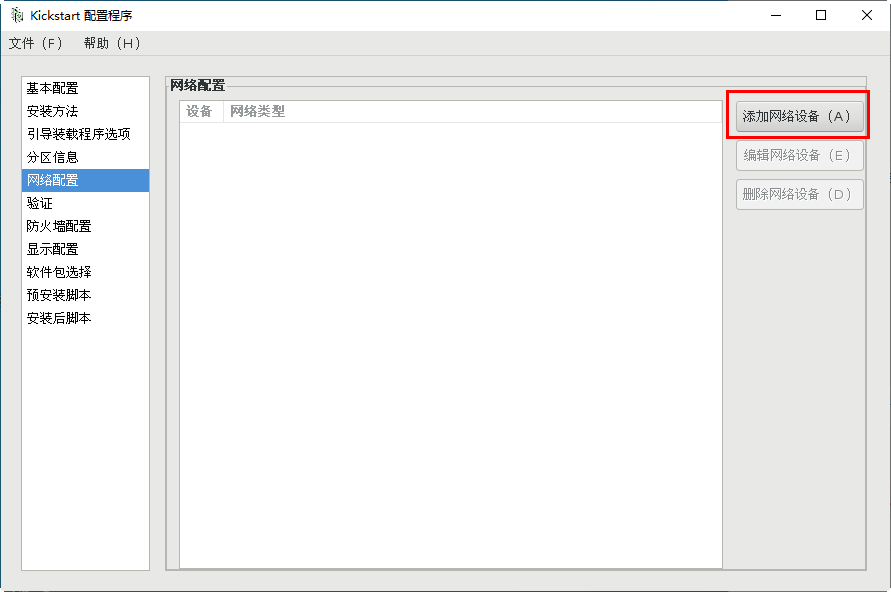 Kickstart 配置程序
文件（F） 帮助（H）
基本配置
安装方法
引导装载程序选项
分区信息
网络配置
验证
防火墙配置
显示配置
软件包选择
预安装脚本
安装后脚本
网络配置
设备 网络类型
添加网络设备（A）
编辑网络设备（E）
删除网络设备（D）